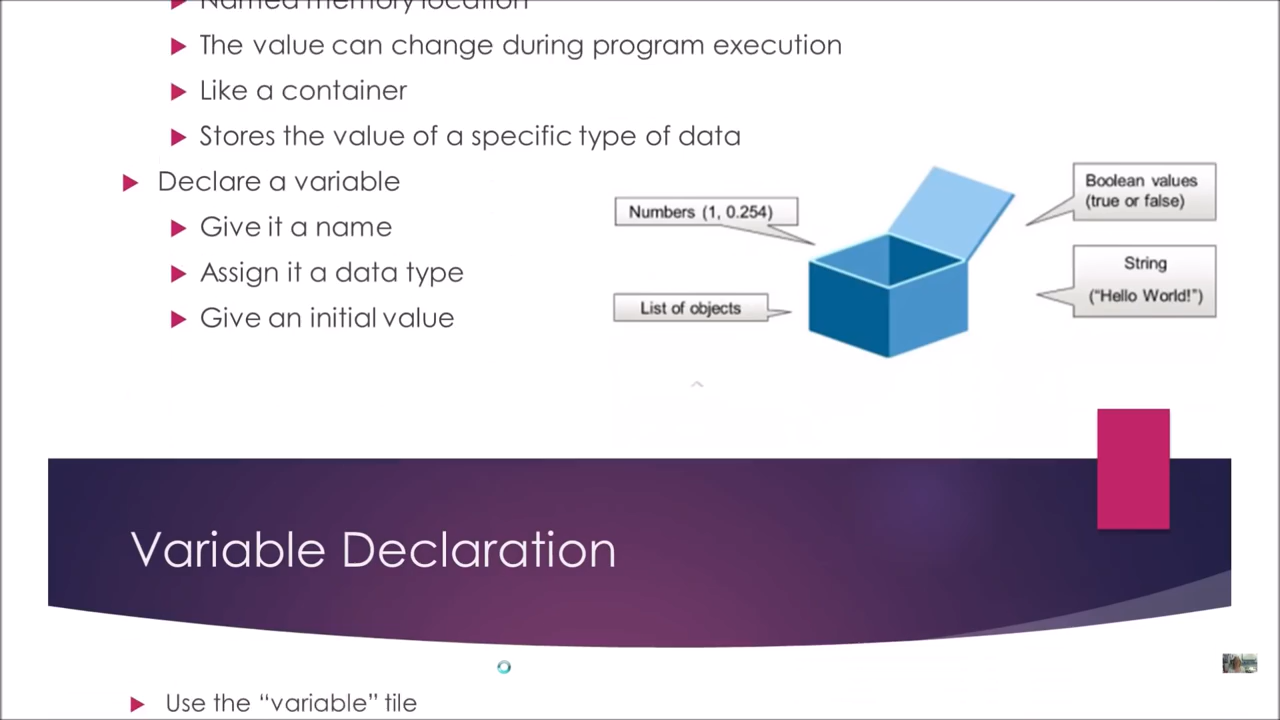 Named memory location
The value can change during program execution
Like a container
Stores the value of a specific type of data
Declare a variable
Give it a name
Assign it a data type
Give an initial value
Numbers (1, 0.254)
List of objects
Boolean values
(true or false)
String
(“Hello World!”)
Variable Declaration
Use the “variable” tile